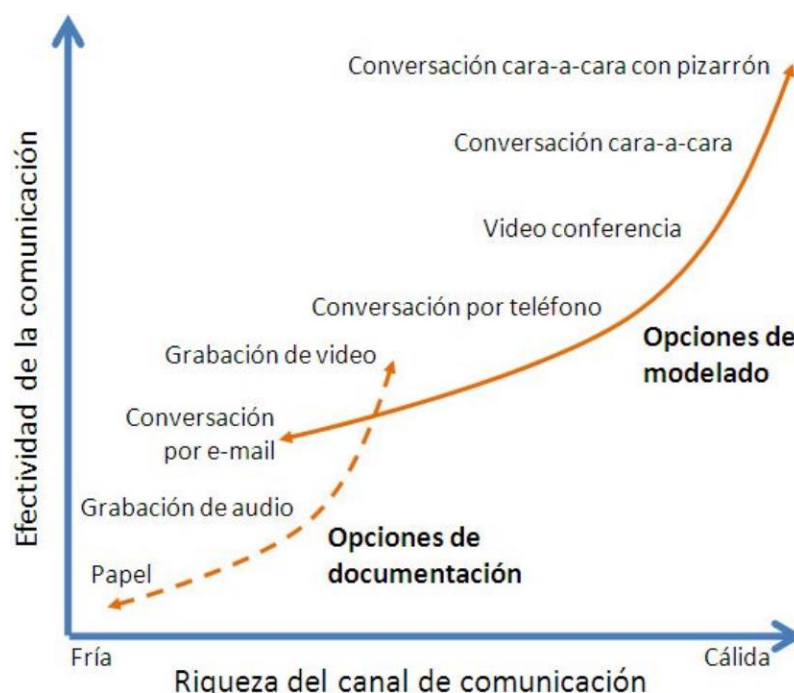 Efectividad de la comunicación
Conversación cara-a-cara con pizarrón
Conversación cara-a-cara
Video conferencia
Conversación por teléfono
Grabación de video
Opciones de
modelado
Conversación
por e-mail
Grabación de audio
Opciones de
documentación
Papel
Fría
Cálida
Riqueza del canal de comunicación